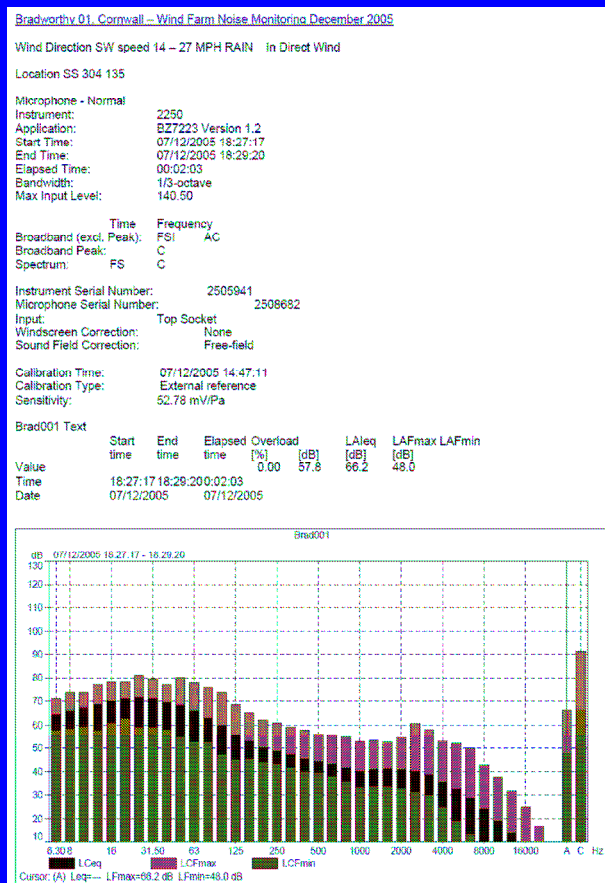 Bradworthy 01, Cornwall – Wind Farm Noise Monitoring December 2005
Wind Direction SW speed 14 – 27 MPH RAIN In Direct Wind
Location SS 304 135
Microphone - Normal
Instrument: 2250
Application: BZ7223 Version 1.2
Start Time: 07/12/2005 18:27:17
End Time: 07/12/2005 18:29:20
Elapsed Time: 00:02:03
Bandwidth: 1/3-octave
Max Input Level: 140.50
Time Frequency
Broadband (excl. Peak): FSI AC
Broadband Peak: C
Spectrum: FS C
Instrument Serial Number: 2505941
Microphone Serial Number: 2508682
Input: Top Socket
Windscreen Correction: None
Sound Field Correction: Free-field
Calibration Time: 07/12/2005 14:47:11
Calibration Type: External reference
Sensitivity: 52.78 mV/Pa
Brad001 Text
Start End Elapsed Overload LAIeq LAFmax LAFmin
time time time [%] [dB] [dB] [dB]
Value 0.00 57.8 66.2 48.0
Time 18:27:17 18:29:20 0:02:03
Date 07/12/2005 07/12/2005
Brad001
dB 07/12/2005 18:27:17 - 18:29:20
130
120
110
100
90
80
70
60
50
40
30
20
10
6.30 8 16 31.50 63 125 250 500 1000 2000 4000 8000 16000 A C Hz
LCeq LCFmax LCFmin
Cursor: (A) Leq=--- LFmax=66.2 dB LFmin=48.0 dB